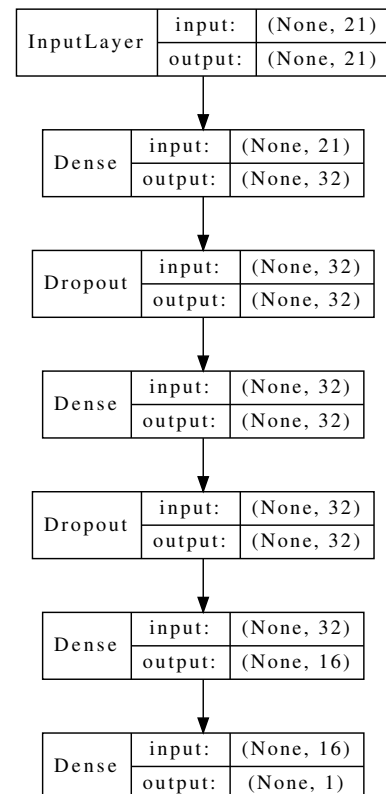 InputLayer input: (None, 21)
output: (None, 21)
Dense input: (None, 21)
output: (None, 32)
Dropout input: (None, 32)
output: (None, 32)
Dense input: (None, 32)
output: (None, 32)
Dropout input: (None, 32)
output: (None, 32)
Dense input: (None, 32)
output: (None, 16)
Dense input: (None, 16)
output: (None, 1)